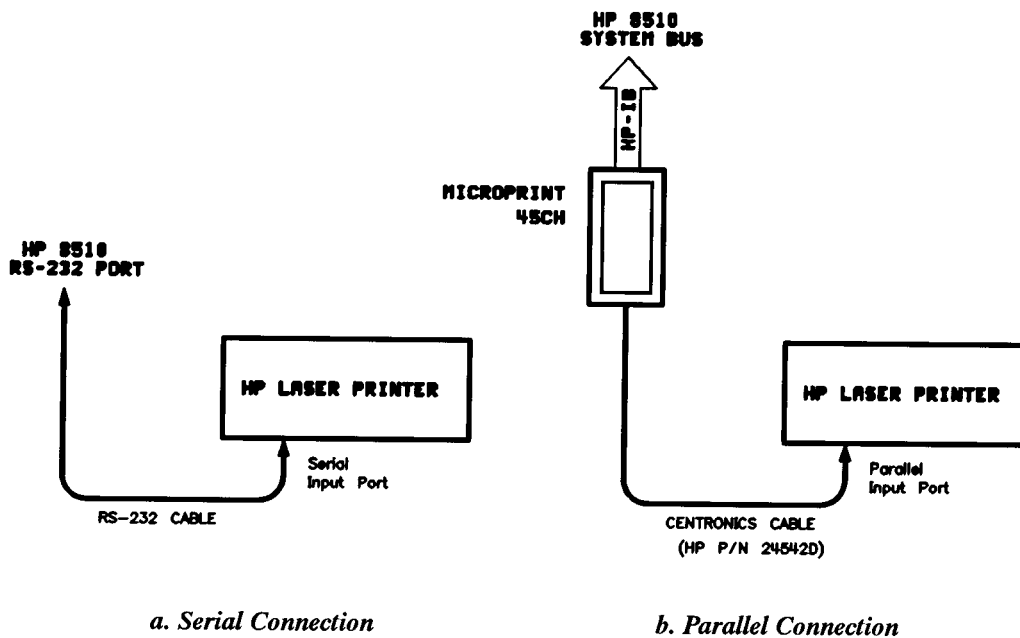 HP 8510
SYSTEM BUS
HP-IB
MICROPRINT
45CH
HP 8510
RS-232 PORT
HP LASER PRINTER
Serial
Input Port
RS-232 CABLE
HP LASER PRINTER
Parallel
Input Port
CENTRONICS CABLE
(HP P/N 24542D)
a. Serial Connection
b. Parallel Connection